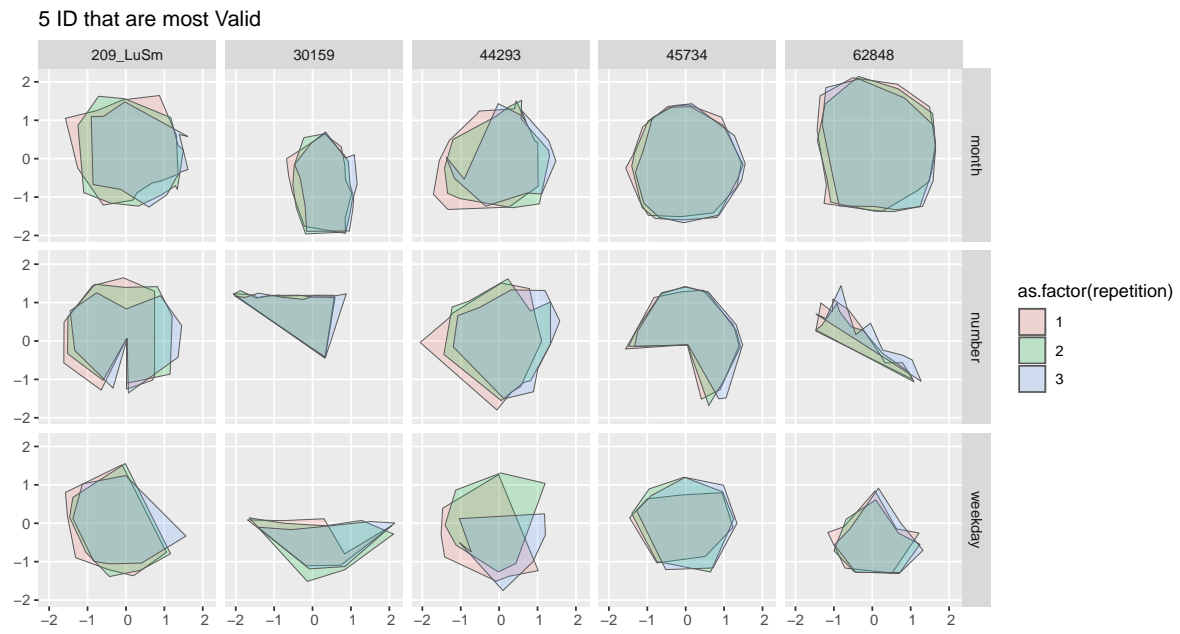 5 ID that are most Valid
209_LuSm 30159 44293 45734 62848
2
1
0
−1
−2
month
2
1
0
−1
−2
number
as.factor(repetition)
1
2
3
2
1
0
−1
−2
weekday
−2 −1 0 1 2 −2 −1 0 1 2 −2 −1 0 1 2 −2 −1 0 1 2 −2 −1 0 1 2